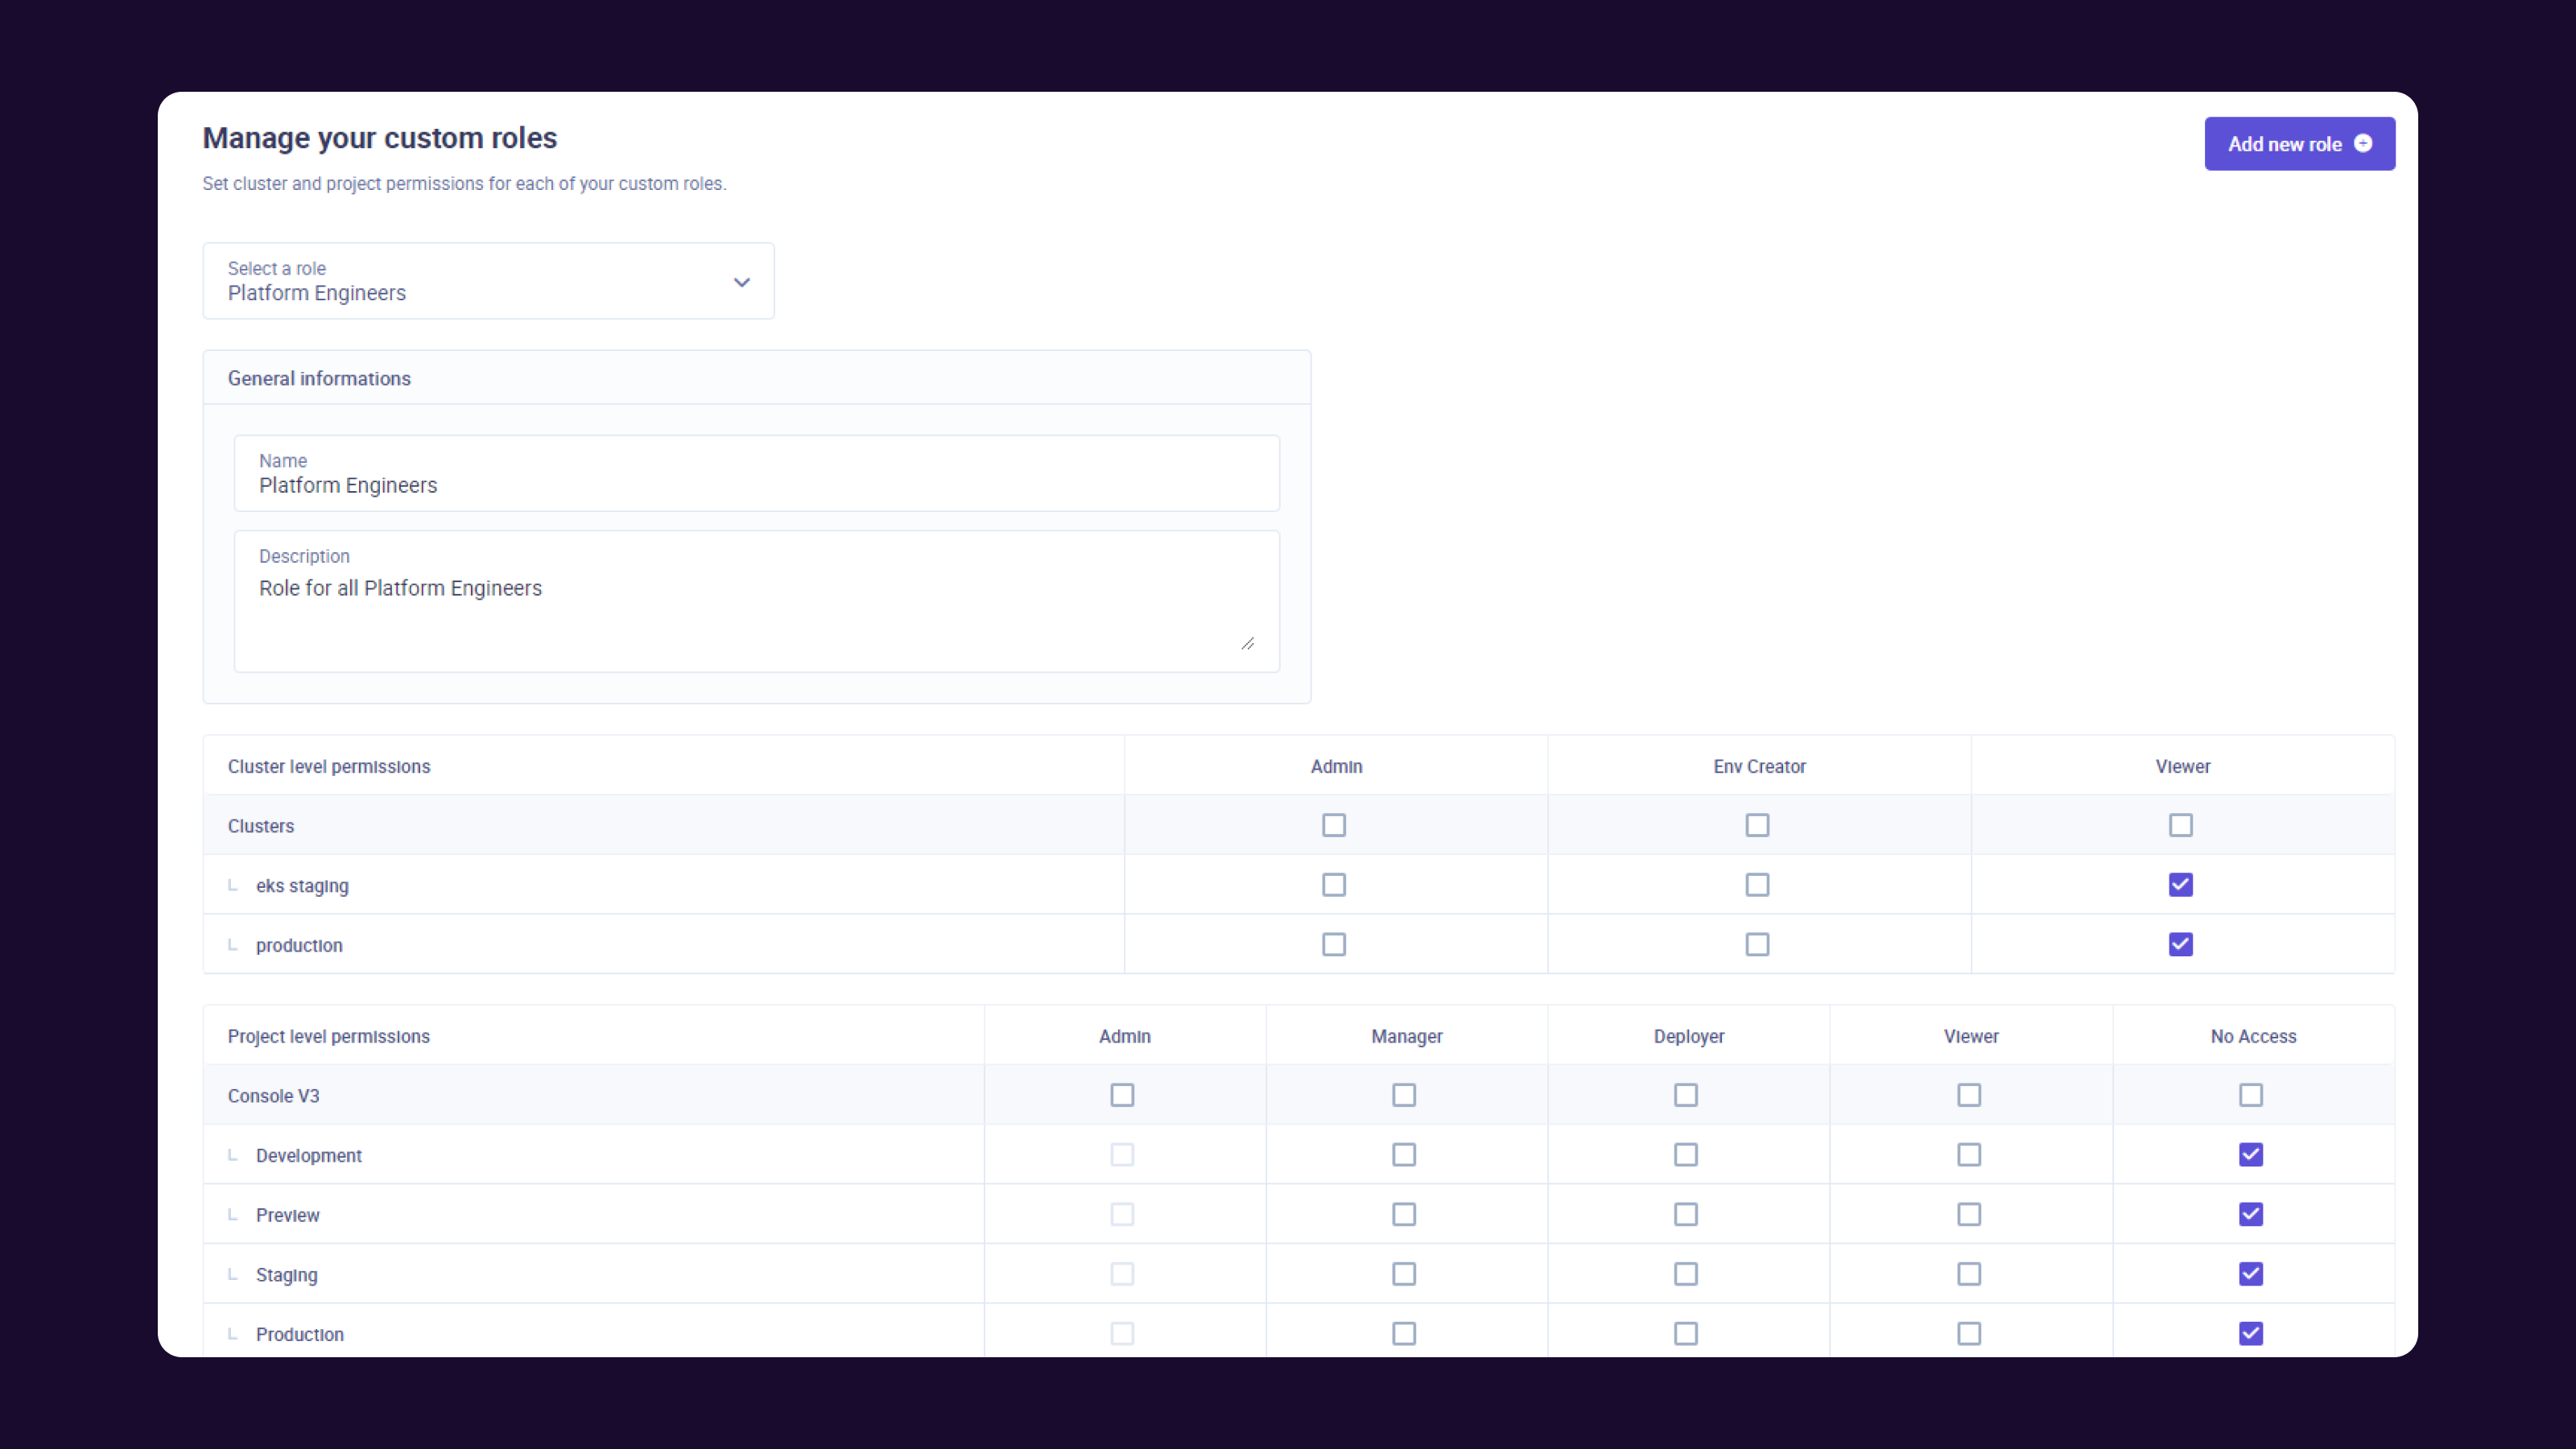 Manage your custom roles
Add new role
Set cluster and project permissions for each of your custom roles.
Select a role
Platform Engineers
General informations
Name
Platform Engineers
Description
Role for all Platform Engineers
Cluster level permissions Admin Env Creator Viewer
Clusters
eks staging
production
Project level permissions Admin Manager Deployer Viewer No Access
Console V3
Development
Preview
Staging
Production